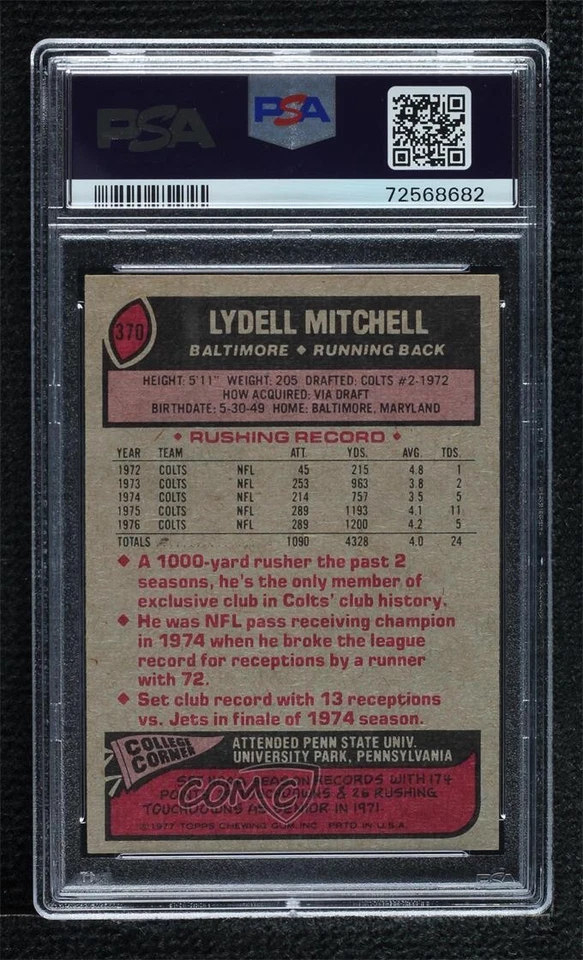 PSA
PSA
72568682
370
LYDELL MITCHELL
BALTIMORE ♦ RUNNING BACK
HEIGHT: 5'11" WEIGHT: 205 DRAFTED: COLTS #2-1972
HOW ACQUIRED: VIA DRAFT
BIRTHDATE: 5-30-49 HOME: BALTIMORE, MARYLAND
♦ RUSHING RECORD ♦
YEAR TEAM ATT. YDS. AVG. TDS.
1972 COLTS NFL 45 215 4.8 1
1973 COLTS NFL 253 963 3.8 2
1974 COLTS NFL 214 757 3.5 5
1975 COLTS NFL 289 1193 4.1 11
1976 COLTS NFL 289 1200 4.2 5
TOTALS 1090 4328 4.0 24
♦ A 1000-yard rusher the past 2
seasons, he's the only member of
exclusive club in Colts' club history.
♦ He was NFL pass receiving champion
in 1974 when he broke the league
record for receptions by a runner
with 72.
♦ Set club record with 13 receptions
vs. Jets in finale of 1974 season.
COLLEGE
CORNER
ATTENDED PENN STATE UNIV.
UNIVERSITY PARK, PENNSYLVANIA
SEASON RECORDS WITH 174
& 26 RUSHING
TOUCHDOWNS AS SENIOR IN 1971.
COMC
© 1977 TOPPS CHEWING GUM, INC. PRTD. IN U.S.A.
PSA